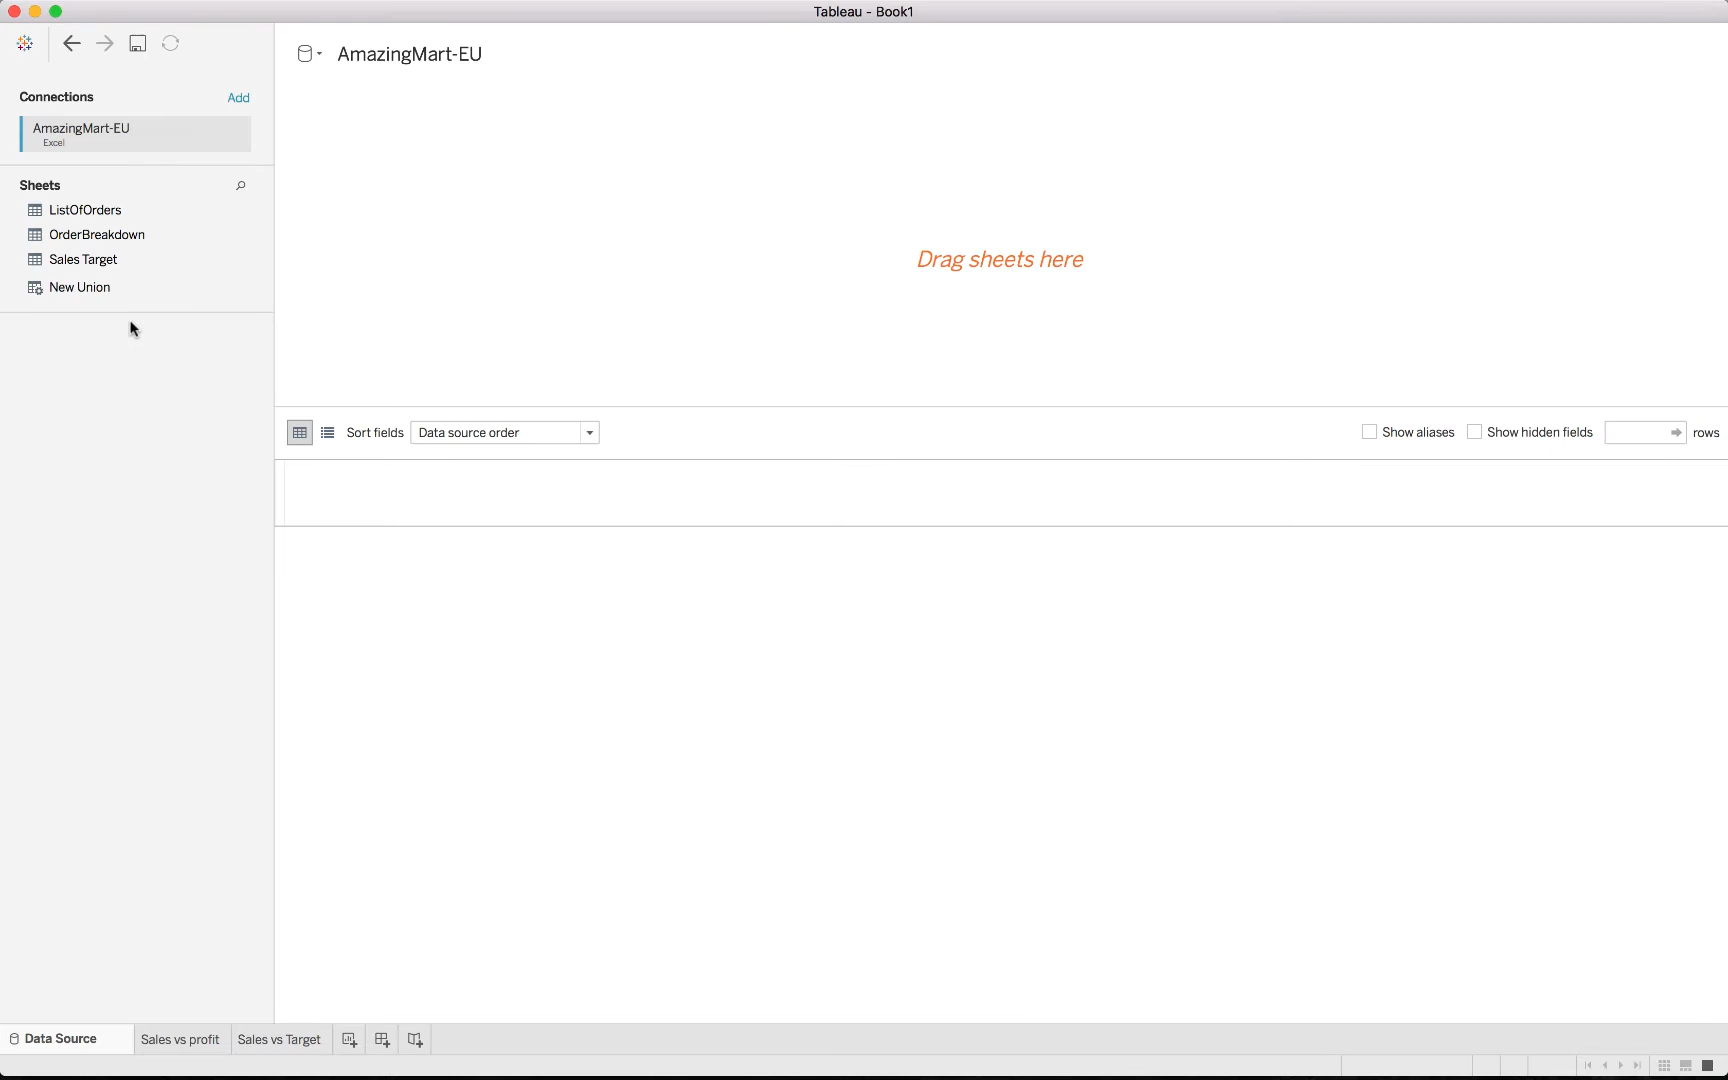 Tableau - Book1
AmazingMart-EU
Connections
Add
AmazingMart-EU
Excel
Sheets
ListOfOrders
OrderBreakdown
Sales Target
New Union
Drag sheets here
Sort fields
Data source order
Show aliases
Show hidden fields
rows
Data Source
Sales vs profit
Sales vs Target